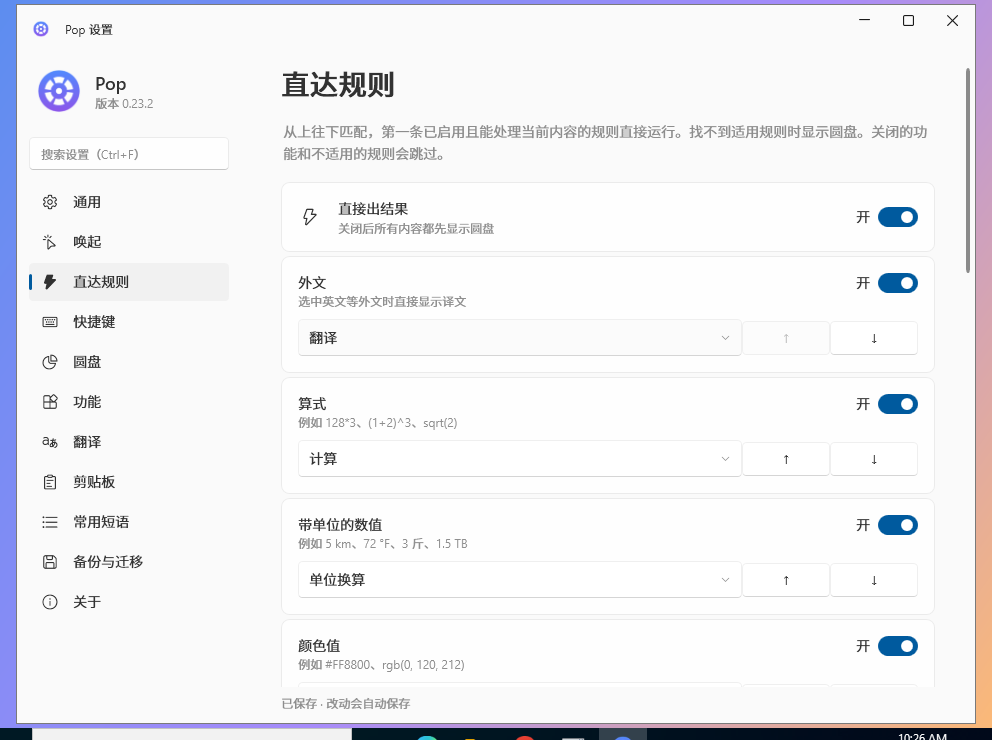 Pop 设置
Pop
版本 0.23.2
搜索设置（Ctrl+F）
通用
唤起
直达规则
快捷键
圆盘
功能
翻译
剪贴板
常用短语
备份与迁移
关于
直达规则
从上往下匹配，第一条已启用且能处理当前内容的规则直接运行。找不到适用规则时显示圆盘。关闭的功
能和不适用的规则会跳过。
直接出结果
关闭后所有内容都先显示圆盘
开
外文
选中英文等外文时直接显示译文
开
翻译
↑
↓
算式
例如 128*3、(1+2)^3、sqrt(2)
开
计算
↑
↓
带单位的数值
例如 5 km、72 °F、3 斤、1.5 TB
开
单位换算
↑
↓
颜色值
例如 #FF8800、rgb(0, 120, 212)
开
已保存 · 改动会自动保存
10:26 AM